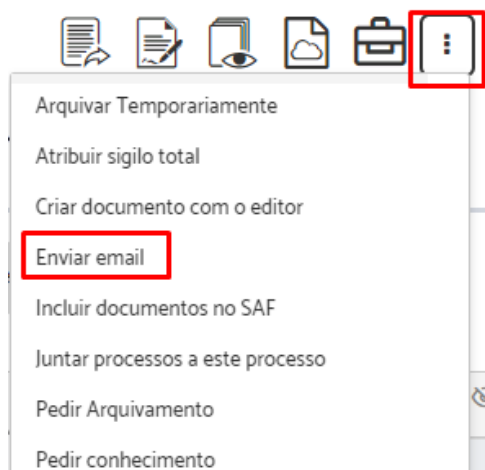 Arquivar Temporariamente
Atribuir sigilo total
Criar documento com o editor
Enviar email
Incluir documentos no SAF
Juntar processos a este processo
Pedir Arquivamento
Pedir conhecimento